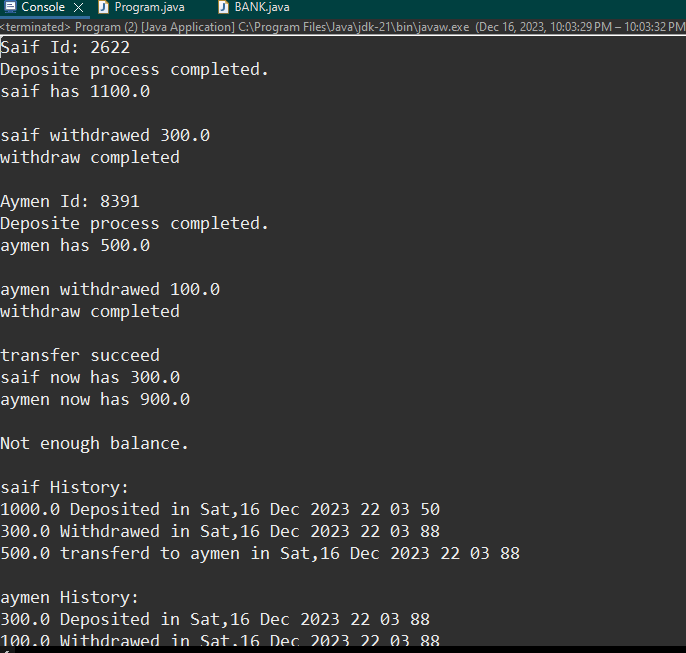 Console Program.java BANK.java
<terminated> Program (2) [Java Application] C:\Program Files\Java\jdk-21\bin\javaw.exe (Dec 16, 2023, 10:03:29 PM – 10:03:32 PM
Saif Id: 2622
Deposite process completed.
saif has 1100.0
saif withdrawed 300.0
withdraw completed
Aymen Id: 8391
Deposite process completed.
aymen has 500.0
aymen withdrawed 100.0
withdraw completed
transfer succeed
saif now has 300.0
aymen now has 900.0
Not enough balance.
saif History:
1000.0 Deposited in Sat,16 Dec 2023 22 03 50
300.0 Withdrawed in Sat,16 Dec 2023 22 03 88
500.0 transferd to aymen in Sat,16 Dec 2023 22 03 88
aymen History:
300.0 Deposited in Sat,16 Dec 2023 22 03 88
100.0 Withdrawed in Sat,16 Dec 2023 22 03 88